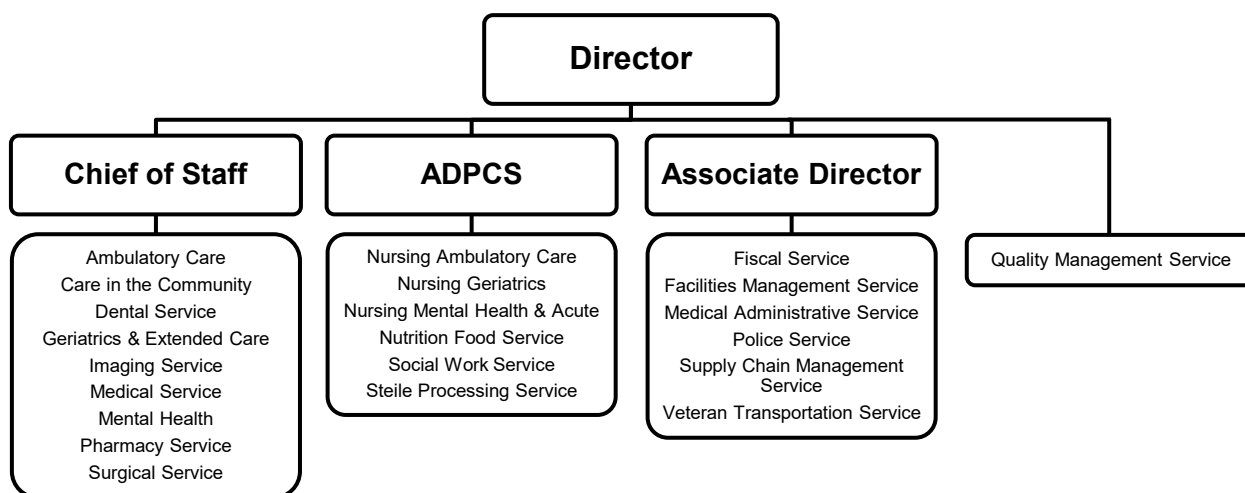 Director
Chief of Staff
ADPCS
Associate Director
Ambulatory Care
Care in the Community
Dental Service
Geriatrics & Extended Care
Imaging Service
Medical Service
Mental Health
Pharmacy Service
Surgical Service
Nursing Ambulatory Care
Nursing Geriatrics
Nursing Mental Health & Acute
Nutrition Food Service
Social Work Service
Steile Processing Service
Fiscal Service
Facilities Management Service
Medical Administrative Service
Police Service
Supply Chain Management
Service
Veteran Transportation Service
Quality Management Service